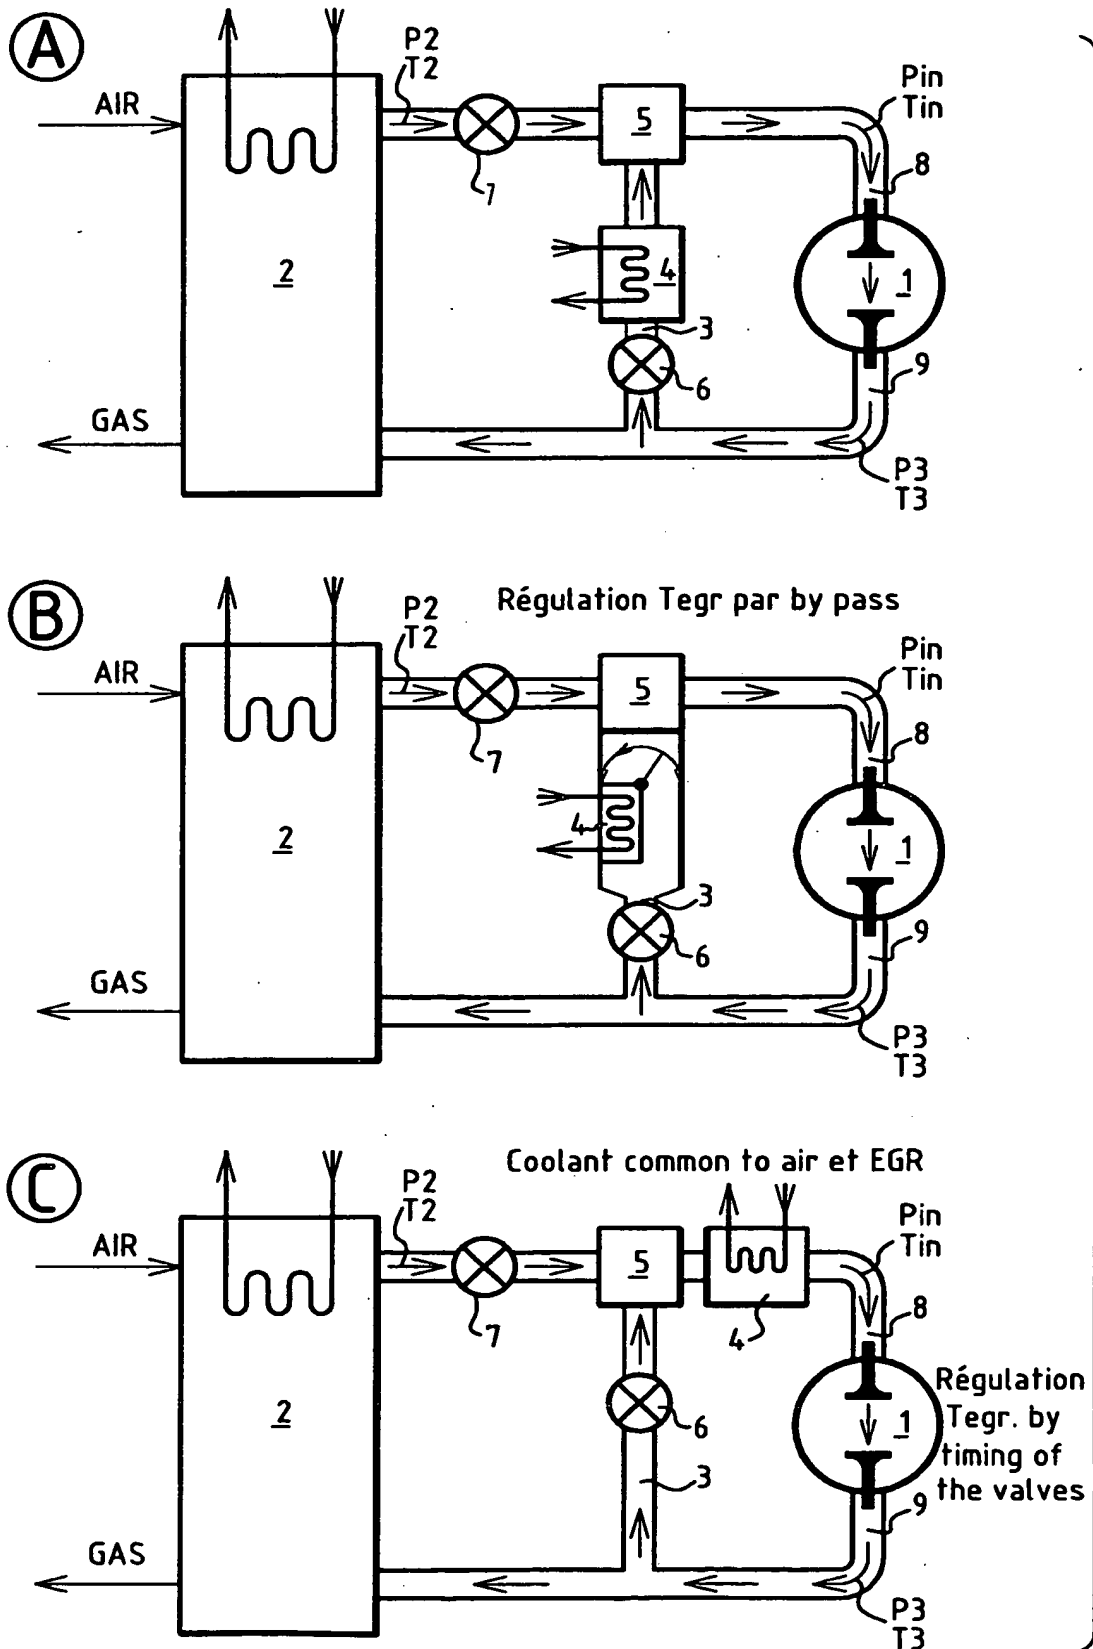 A
P2
T2
AIR
5
Pin
Tin
8
7
2
4
1
3
6
9
GAS
P3
T3
B
Régulation Tegr par by pass
P2
T2
AIR
5
Pin
Tin
8
7
4
2
1
3
6
9
GAS
P3
T3
C
Coolant common to air et EGR
P2
T2
AIR
5
Pin
Tin
8
7
4
2
1
6
Régulation
Tegr. by
timing of
the valves
3
9
GAS
P3
T3